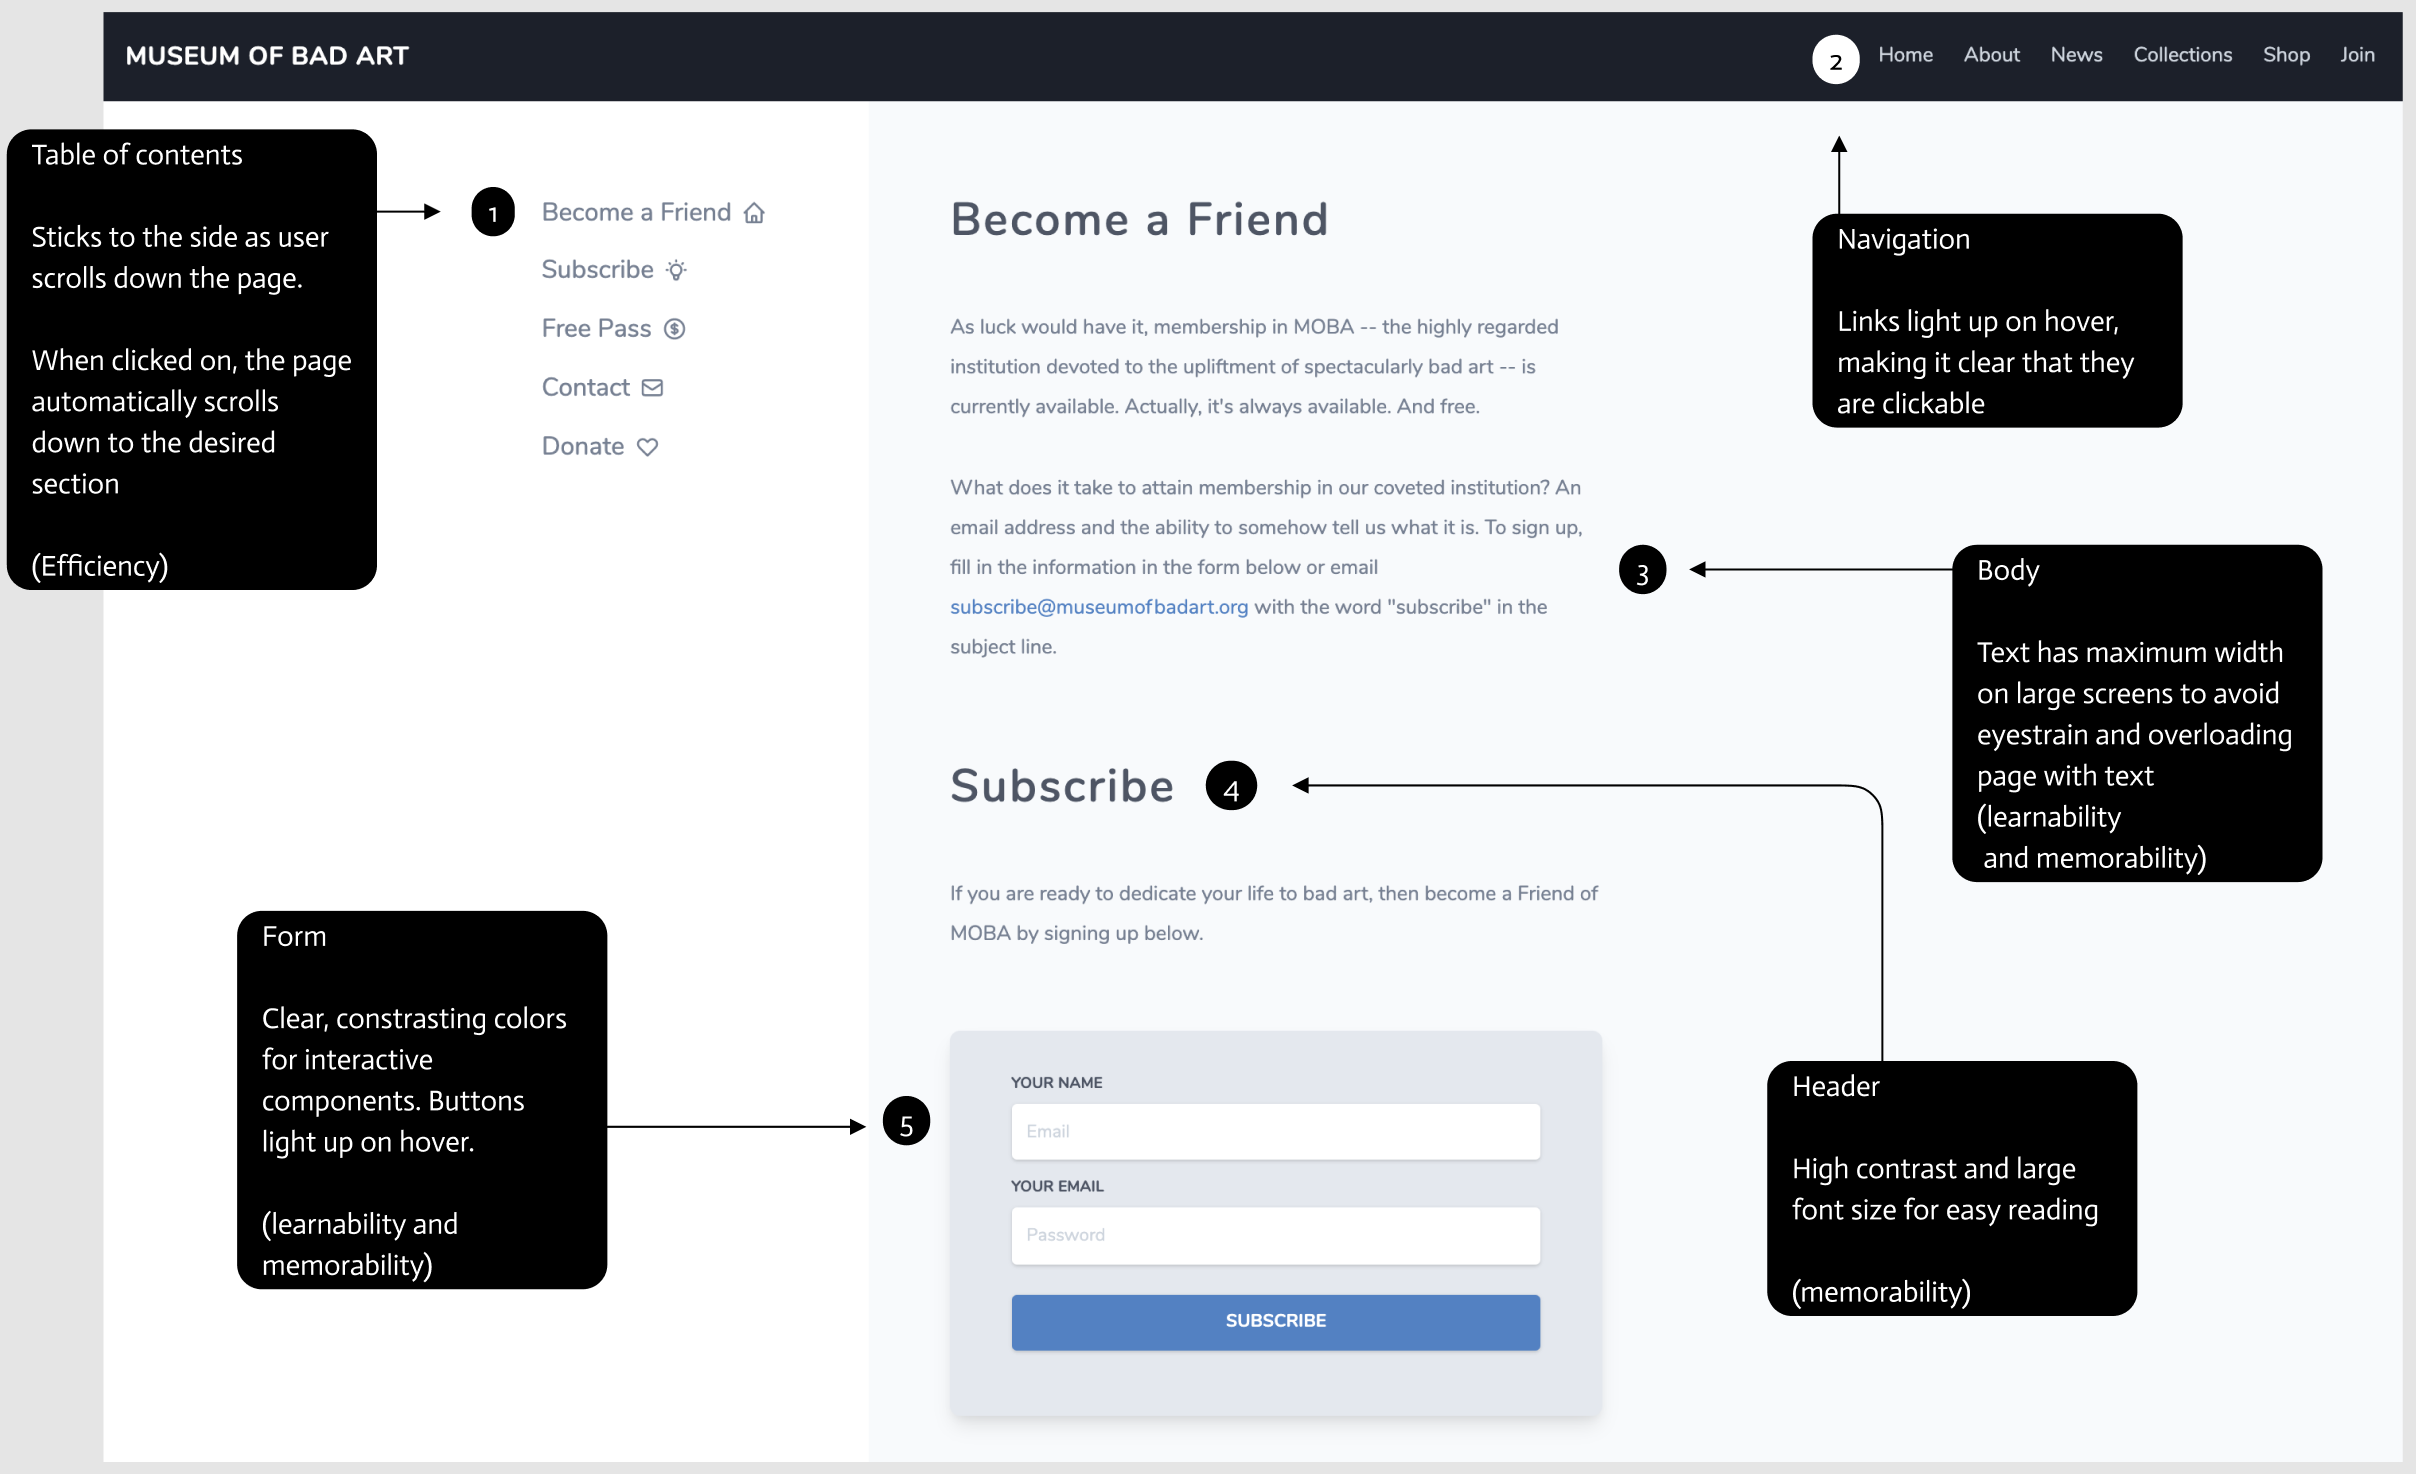 MUSEUM OF BAD ART
2
Home
About
News
Collections
Shop
Join
Table of contents
Sticks to the side as user
scrolls down the page.
When clicked on, the page
automatically scrolls
down to the desired
section
(Efficiency)
1
Become a Friend
Subscribe
Free Pass
Contact
Donate
Become a Friend
As luck would have it, membership in MOBA -- the highly regarded
institution devoted to the upliftment of spectacularly bad art -- is
currently available. Actually, it's always available. And free.
What does it take to attain membership in our coveted institution? An
email address and the ability to somehow tell us what it is. To sign up,
fill in the information in the form below or email
subscribe@museumofbadart.org with the word "subscribe" in the
subject line.
Navigation
Links light up on hover,
making it clear that they
are clickable
3
Body
Text has maximum width
on large screens to avoid
eyestrain and overloading
page with text
(learnability
and memorability)
Subscribe
4
If you are ready to dedicate your life to bad art, then become a Friend of
MOBA by signing up below.
Form
Clear, constrasting colors
for interactive
components. Buttons
light up on hover.
(learnability and
memorability)
5
YOUR NAME
Email
YOUR EMAIL
Password
SUBSCRIBE
Header
High contrast and large
font size for easy reading
(memorability)